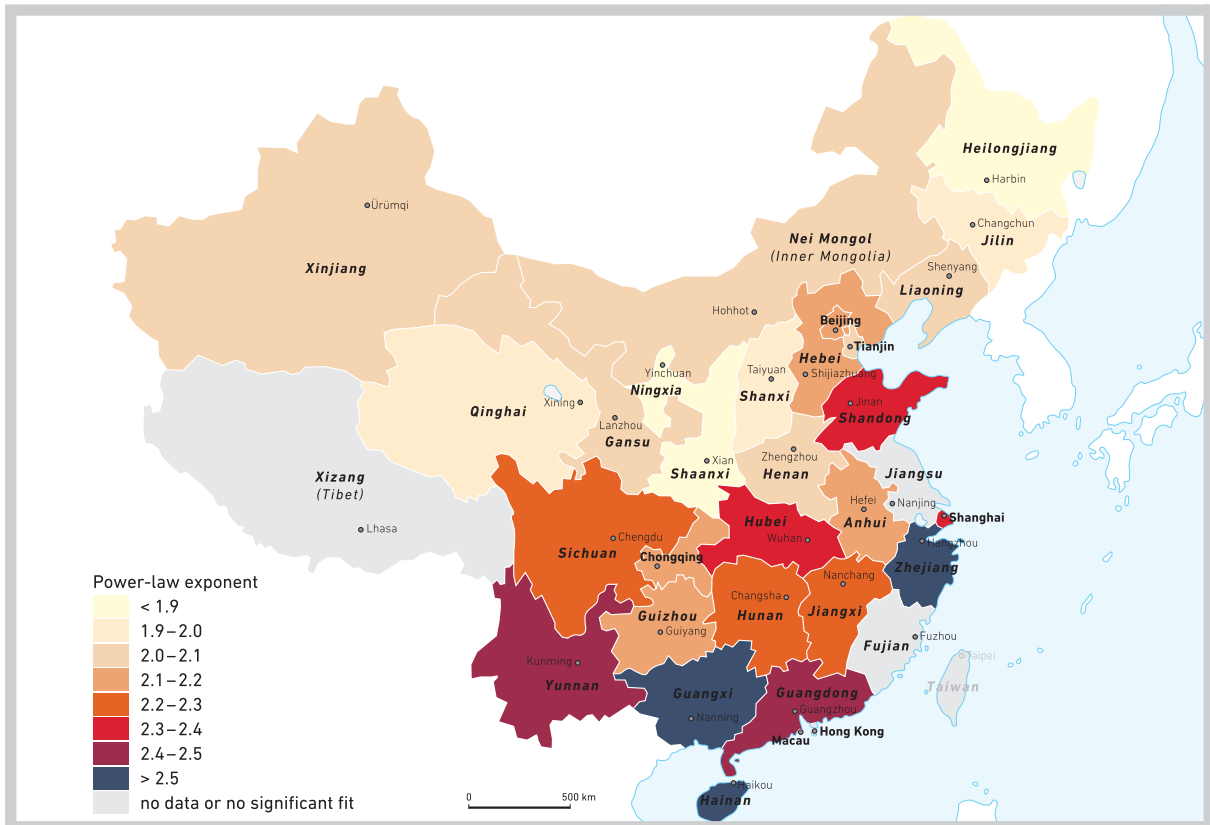 Heilongjiang
Harbin
Ürümqi
Changchun
Jilin
Nei Mongol
(Inner Mongolia)
Xinjiang
Shenyang
Liaoning
Hohhot
Beijing
Tianjin
Hebei
Yinchuan
Taiyuan
Shijiazhuang
Ningxia
Shanxi
Qinghai
Xining
Jinan
Shandong
Lanzhou
Gansu
Zhengzhou
Xian
Shaanxi
Henan
Jiangsu
Xizang
(Tibet)
Hefei
Nanjing
Lhasa
Hubei
Anhui
Shanghai
Wuhan
Chengdu
Hangzhou
Sichuan
Chongqing
Zhejiang
Nanchang
Changsha
Jiangxi
Guizhou
Hunan
Guiyang
Fujian
Fuzhou
Taipei
Kunming
Yunnan
Taiwan
Guangxi
Guangdong
Guangzhou
Nanning
Hong Kong
Macau
Haikou
Hainan
Power-law exponent
< 1.9
1.9–2.0
2.0–2.1
2.1–2.2
2.2–2.3
2.3–2.4
2.4–2.5
> 2.5
no data or no significant fit
0 500 km